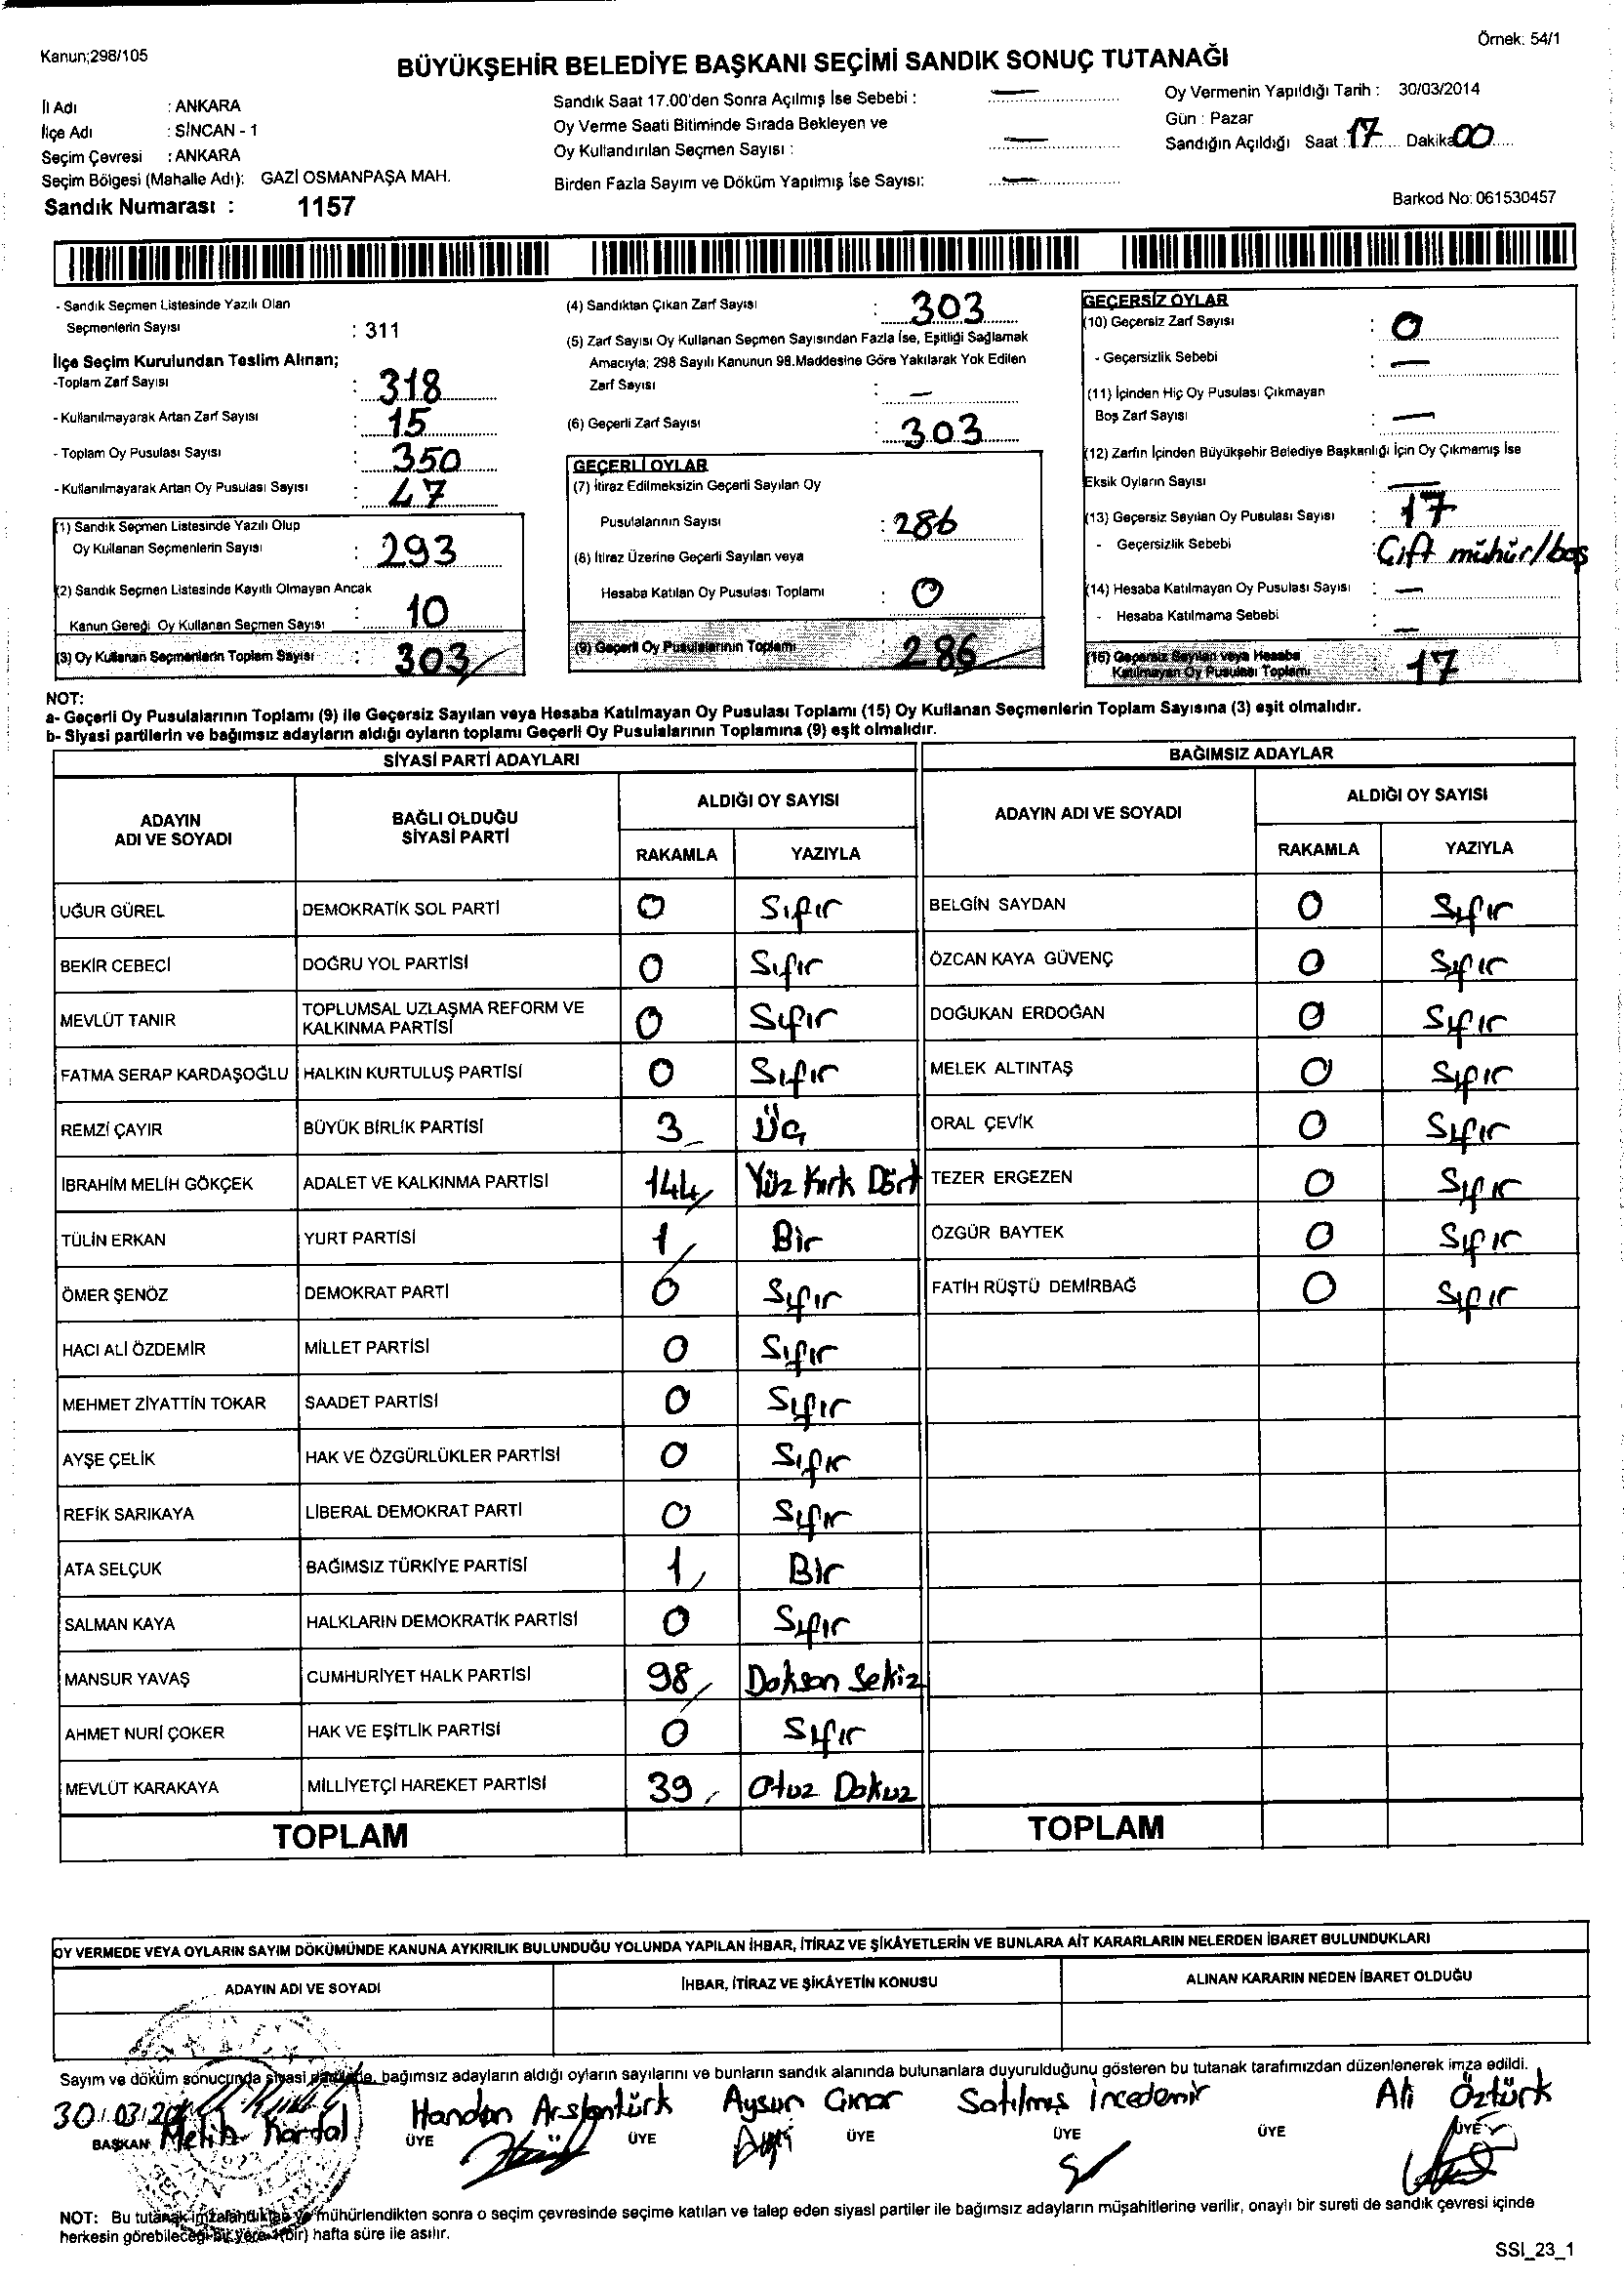 Kanun;298/105
Örnek: 54/1
BÜYÜKŞEHİR BELEDİYE BAŞKANI SEÇİMİ SANDIK SONUÇ TUTANAĞI
İl Adı : ANKARA
İlçe Adı : SİNCAN - 1
Seçim Çevresi : ANKARA
Seçim Bölgesi (Mahalle Adı): GAZİ OSMANPAŞA MAH.
Sandık Numarası : 1157
Sandık Saat 17.00'den Sonra Açılmış İse Sebebi : —
Oy Verme Saati Bitiminde Sırada Bekleyen ve
Oy Kullandırılan Seçmen Sayısı : —
Birden Fazla Sayım ve Döküm Yapılmış İse Sayısı: —
Oy Vermenin Yapıldığı Tarih : 30/03/2014
Gün : Pazar
Sandığın Açıldığı Saat : 17 Dakika 00
Barkod No: 061530457
- Sandık Seçmen Listesinde Yazılı Olan
Seçmenlerin Sayısı : 311
İlçe Seçim Kurulundan Teslim Alınan;
-Toplam Zarf Sayısı : 318
- Kullanılmayarak Artan Zarf Sayısı : 15
- Toplam Oy Pusulası Sayısı : 350
- Kullanılmayarak Artan Oy Pusulası Sayısı : 47
(1) Sandık Seçmen Listesinde Yazılı Olup
Oy Kullanan Seçmenlerin Sayısı : 293
(2) Sandık Seçmen Listesinde Kayıtlı Olmayan Ancak
Kanun Gereği Oy Kullanan Seçmen Sayısı : 10
(3) Oy Kullanan Seçmenlerin Toplam Sayısı : 303
(4) Sandıktan Çıkan Zarf Sayısı : 303
(5) Zarf Sayısı Oy Kullanan Seçmen Sayısından Fazla İse, Eşitliği Sağlamak
Amacıyla; 298 Sayılı Kanunun 98.Maddesine Göre Yakılarak Yok Edilen
Zarf Sayısı : —
(6) Geçerli Zarf Sayısı : 303
GEÇERLİ OYLAR
(7) İtiraz Edilmeksizin Geçerli Sayılan Oy
Pusulalarının Sayısı : 286
(8) İtiraz Üzerine Geçerli Sayılan veya
Hesaba Katılan Oy Pusulası Toplamı : 0
(9) Geçerli Oy Pusulalarının Toplamı : 286
GEÇERSİZ OYLAR
(10) Geçersiz Zarf Sayısı : 0
- Geçersizlik Sebebi : —
(11) İçinden Hiç Oy Pusulası Çıkmayan
Boş Zarf Sayısı : —
(12) Zarfın İçinden Büyükşehir Belediye Başkanlığı İçin Oy Çıkmamış İse
Eksik Oyların Sayısı : —
(13) Geçersiz Sayılan Oy Pusulası Sayısı : 17
- Geçersizlik Sebebi : Çift mühür/boş
(14) Hesaba Katılmayan Oy Pusulası Sayısı : —
- Hesaba Katılmama Sebebi : —
(15) Geçersiz Sayılan veya Hesaba
Katılmayan Oy Pusulası Toplamı : 17
NOT:
a- Geçerli Oy Pusulalarının Toplamı (9) ile Geçersiz Sayılan veya Hesaba Katılmayan Oy Pusulası Toplamı (15) Oy Kullanan Seçmenlerin Toplam Sayısına (3) eşit olmalıdır.
b- Siyasi partilerin ve bağımsız adayların aldığı oyların toplamı Geçerli Oy Pusulalarının Toplamına (9) eşit olmalıdır.
SİYASİ PARTİ ADAYLARI
ADAYIN
ADI VE SOYADI
BAĞLI OLDUĞU
SİYASİ PARTİ
ALDIĞI OY SAYISI
RAKAMLA YAZIYLA
UĞUR GÜREL DEMOKRATİK SOL PARTİ 0 Sıfır
BEKİR CEBECİ DOĞRU YOL PARTİSİ 0 Sıfır
MEVLÜT TANIR TOPLUMSAL UZLAŞMA REFORM VE
KALKINMA PARTİSİ 0 Sıfır
FATMA SERAP KARDAŞOĞLU HALKIN KURTULUŞ PARTİSİ 0 Sıfır
REMZİ ÇAYIR BÜYÜK BİRLİK PARTİSİ 3 Üç
İBRAHİM MELİH GÖKÇEK ADALET VE KALKINMA PARTİSİ 144 Yüz Kırk Dört
TÜLİN ERKAN YURT PARTİSİ 1 Bir
ÖMER ŞENÖZ DEMOKRAT PARTİ 0 Sıfır
HACI ALİ ÖZDEMİR MİLLET PARTİSİ 0 Sıfır
MEHMET ZİYATTİN TOKAR SAADET PARTİSİ 0 Sıfır
AYŞE ÇELİK HAK VE ÖZGÜRLÜKLER PARTİSİ 0 Sıfır
REFİK SARIKAYA LİBERAL DEMOKRAT PARTİ 0 Sıfır
ATA SELÇUK BAĞIMSIZ TÜRKİYE PARTİSİ 1 Bir
SALMAN KAYA HALKLARIN DEMOKRATİK PARTİSİ 0 Sıfır
MANSUR YAVAŞ CUMHURİYET HALK PARTİSİ 98 Doksan Sekiz
AHMET NURİ ÇOKER HAK VE EŞİTLİK PARTİSİ 0 Sıfır
MEVLÜT KARAKAYA MİLLİYETÇİ HAREKET PARTİSİ 39 Otuz Dokuz
TOPLAM
BAĞIMSIZ ADAYLAR
ADAYIN ADI VE SOYADI
ALDIĞI OY SAYISI
RAKAMLA YAZIYLA
BELGİN SAYDAN 0 Sıfır
ÖZCAN KAYA GÜVENÇ 0 Sıfır
DOĞUKAN ERDOĞAN 0 Sıfır
MELEK ALTINTAŞ 0 Sıfır
ORAL ÇEVİK 0 Sıfır
TEZER ERGEZEN 0 Sıfır
ÖZGÜR BAYTEK 0 Sıfır
FATİH RÜŞTÜ DEMİRBAĞ 0 Sıfır
TOPLAM
OY VERMEDE VEYA OYLARIN SAYIM DÖKÜMÜNDE KANUNA AYKIRILIK BULUNDUĞU YOLUNDA YAPILAN İHBAR, İTİRAZ VE ŞİKÂYETLERİN VE BUNLARA AİT KARARLARIN NELERDEN İBARET BULUNDUKLARI
ADAYIN ADI VE SOYADI
İHBAR, İTİRAZ VE ŞİKÂYETİN KONUSU
ALINAN KARARIN NEDEN İBARET OLDUĞU
Sayım ve döküm sonucunda siyasi bağımsız adayların aldığı oyların sayılarını ve bunların sandık alanında bulunanlara duyurulduğunu gösteren bu tutanak tarafımızdan düzenlenerek imza edildi.
30/03/20 Handan Arslantürk Aysun Çınar Satılmış İncedemir Ali Öztürk
BAŞKAN Melih Kardal ÜYE ÜYE ÜYE ÜYE ÜYE ÜYE
NOT: Bu tutanak imzalandıktan ve mühürlendikten sonra o seçim çevresinde seçime katılan ve talep eden siyasi partiler ile bağımsız adayların müşahitlerine verilir, onaylı bir sureti de sandık çevresi içinde
herkesin görebileceği bir yere 1(bir) hafta süre ile asılır.
SSI_23_1